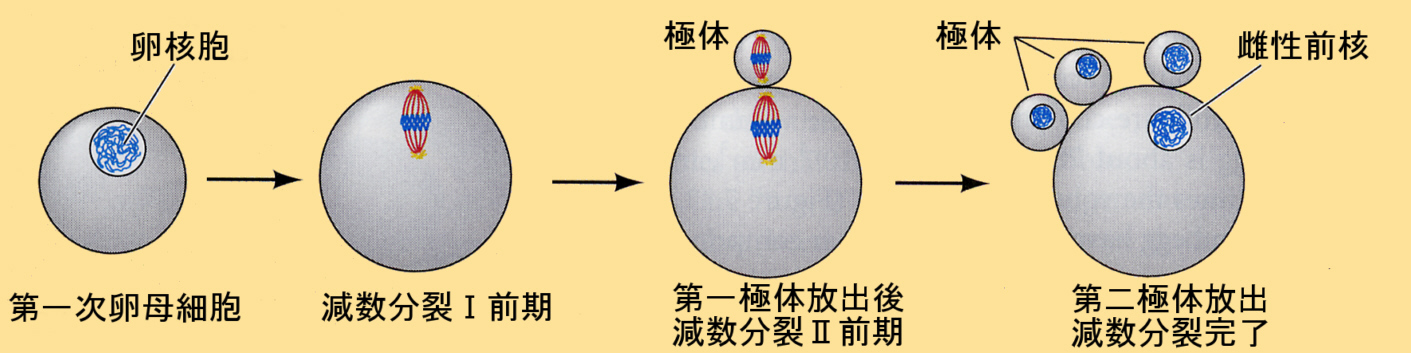 卵核胞
極体
極体
雌性前核
第一次卵母細胞
減数分裂Ⅰ前期
第一極体放出後
減数分裂Ⅱ前期
第二極体放出
減数分裂完了